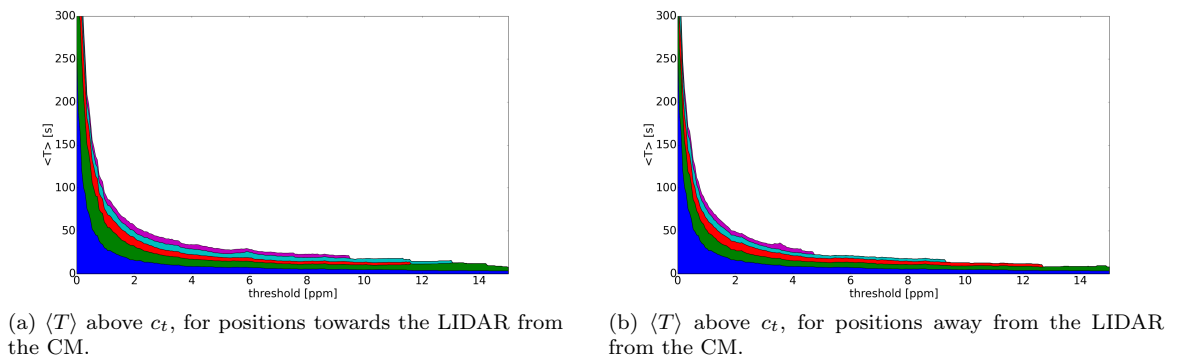 300
250
200
150
100
50
0
<T> [s]
0 2 4 6 8 10 12 14
threshold [ppm]
300
250
200
150
100
50
0
<T> [s]
0 2 4 6 8 10 12 14
threshold [ppm]
(a) ⟨T⟩ above cₜ, for positions towards the LIDAR from
the CM.
(b) ⟨T⟩ above cₜ, for positions away from the LIDAR
from the CM.